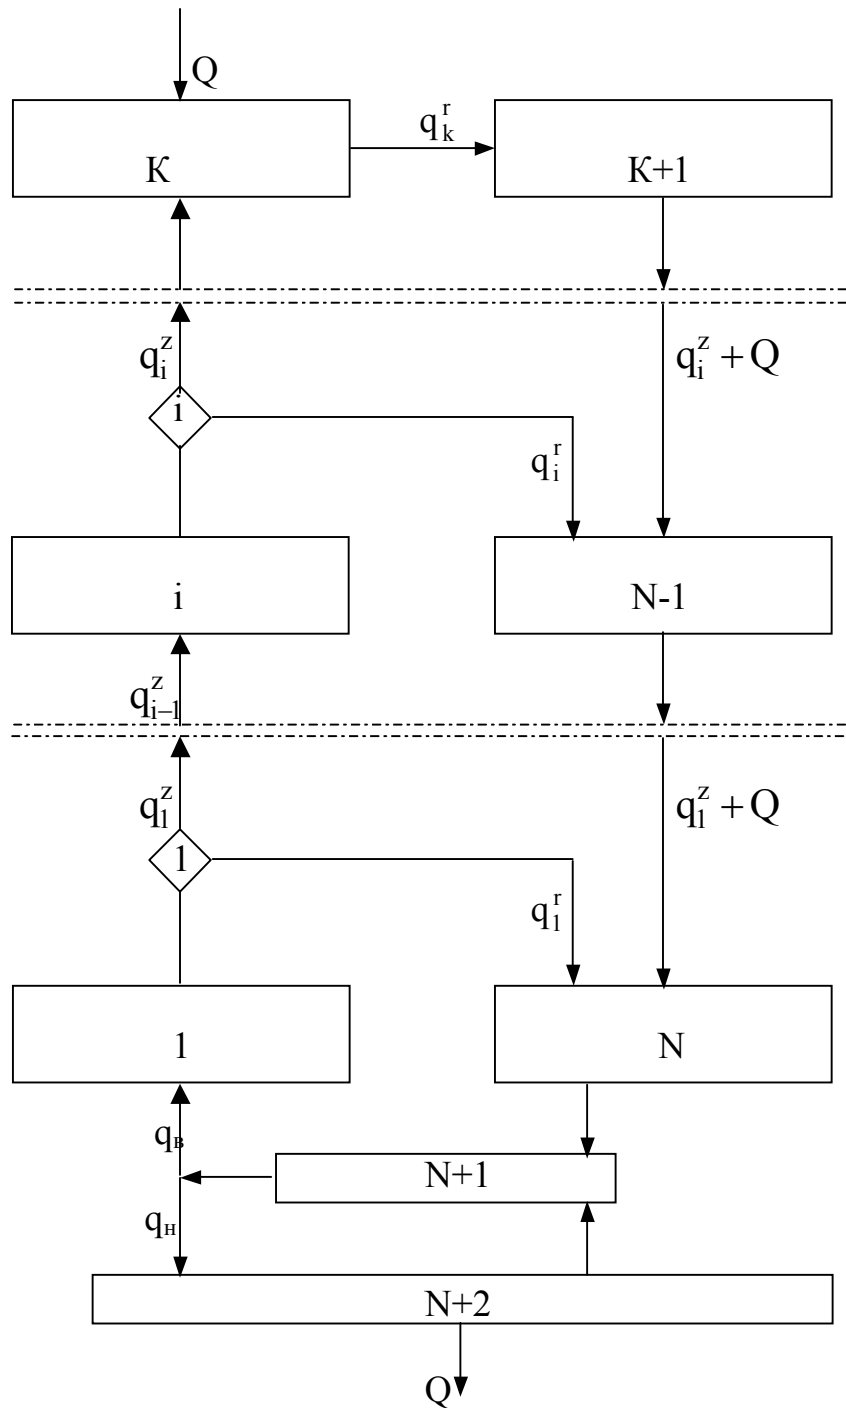 Q
q_k^r
К
К+1
q_i^z
q_i^z + Q
i
q_i^r
i
N-1
q_{i–1}^z
q_1^z
q_1^z + Q
1
q_1^r
1
N
q_в
N+1
q_н
N+2
Q